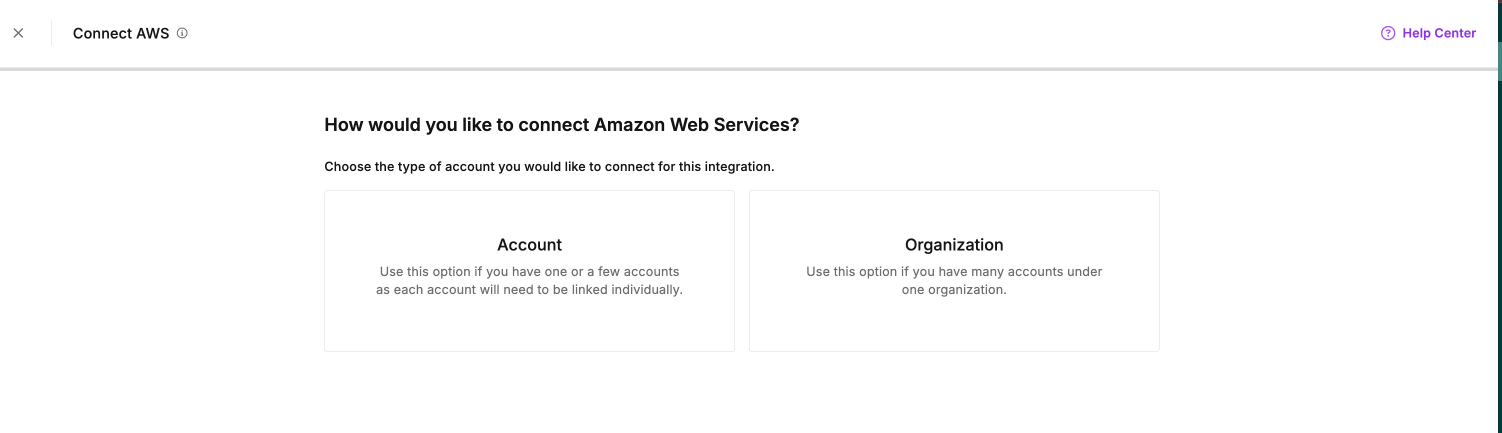 Connect AWS
Help Center
How would you like to connect Amazon Web Services?
Choose the type of account you would like to connect for this integration.
Account
Use this option if you have one or a few accounts
as each account will need to be linked individually.
Organization
Use this option if you have many accounts under
one organization.